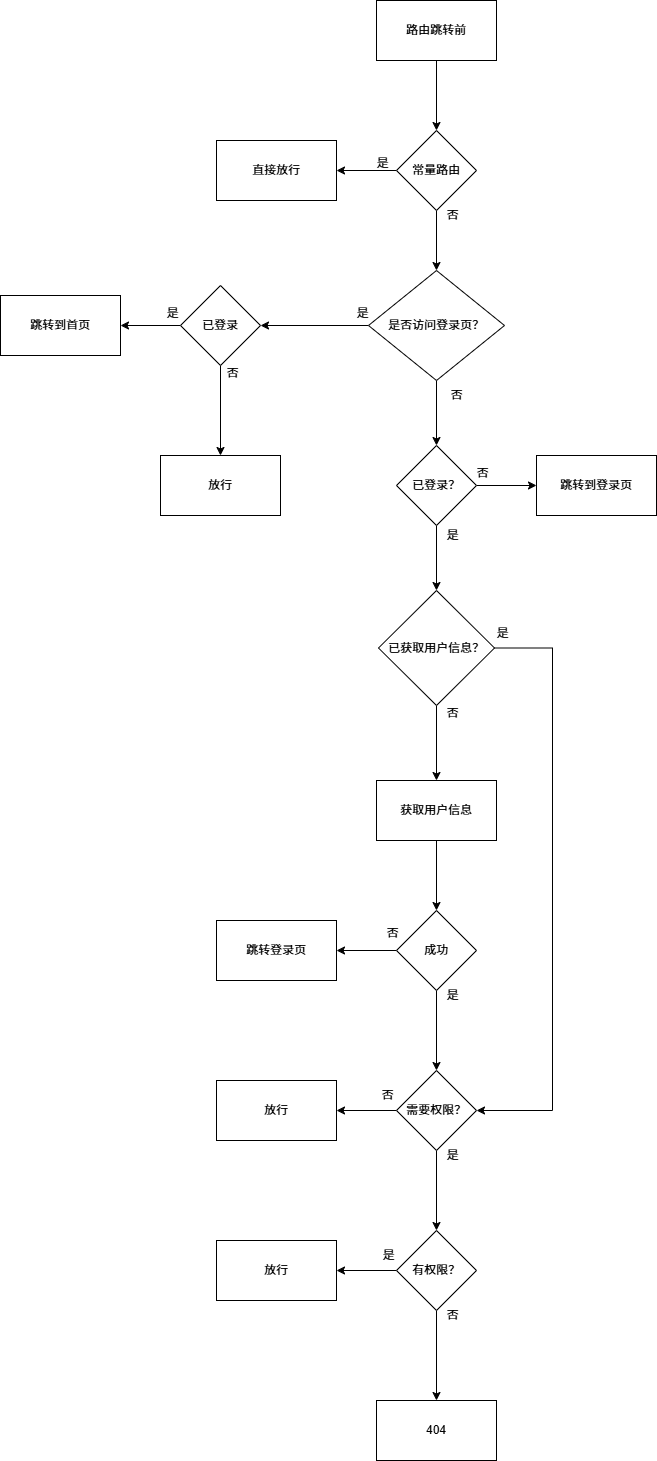 路由跳转前
直接放行
是
常量路由
否
跳转到首页
是
已登录
是
是否访问登录页？
否
否
放行
已登录？
否
跳转到登录页
是
已获取用户信息？
是
否
获取用户信息
跳转登录页
否
成功
是
放行
否
需要权限？
是
放行
是
有权限？
否
404